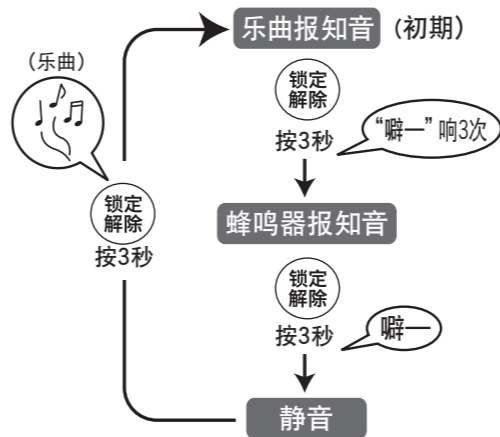 乐曲报知音 (初期)
(乐曲)
锁定
解除
按3秒
“噼一”响3次
锁定
解除
按3秒
蜂鸣器报知音
锁定
解除
按3秒
噼一
静音